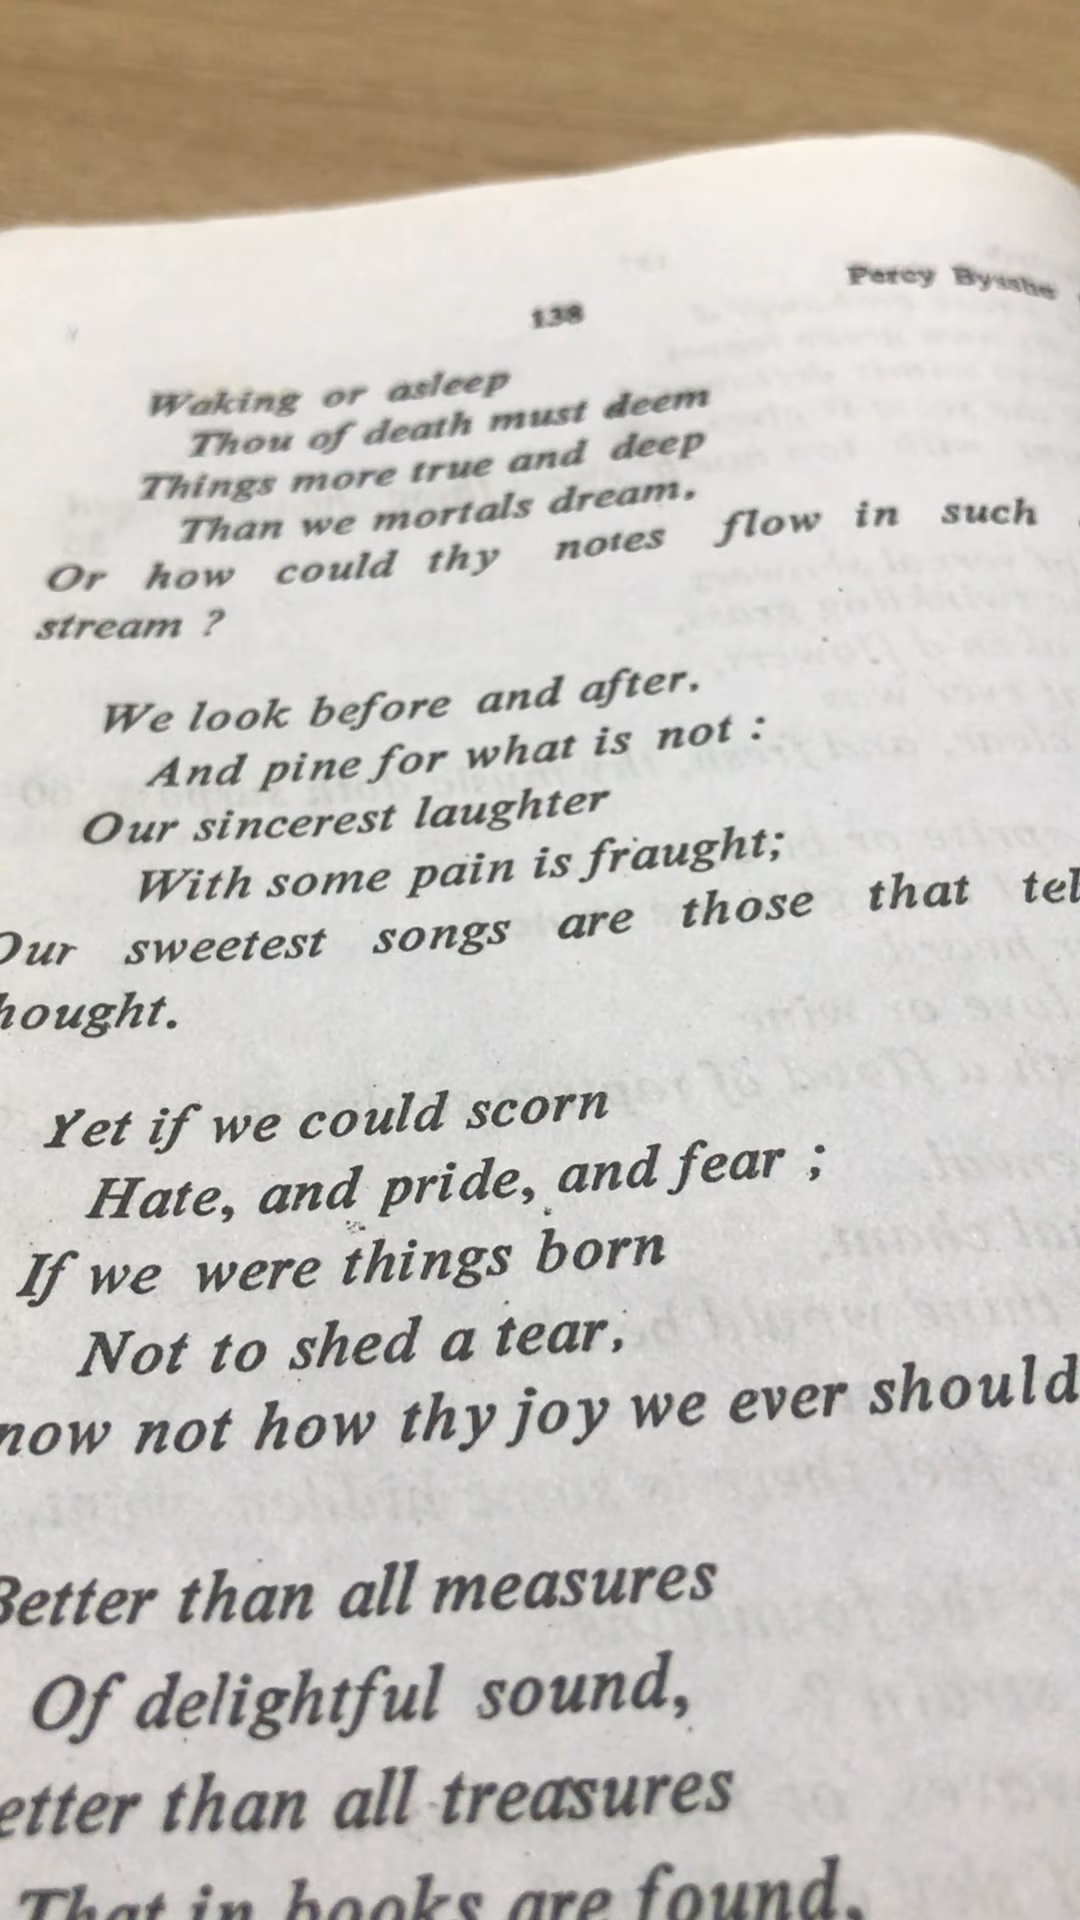 Percy Bysshe
138
Waking or asleep
Thou of death must deem
Things more true and deep
Than we mortals dream.
Or how could thy notes flow in such
stream ?
We look before and after.
And pine for what is not :
Our sincerest laughter
With some pain is fraught;
Our sweetest songs are those that tel
hought.
Yet if we could scorn
Hate, and pride, and fear ;
If we were things born
Not to shed a tear,
now not how thy joy we ever should
Better than all measures
Of delightful sound,
etter than all treasures
That in books are found,